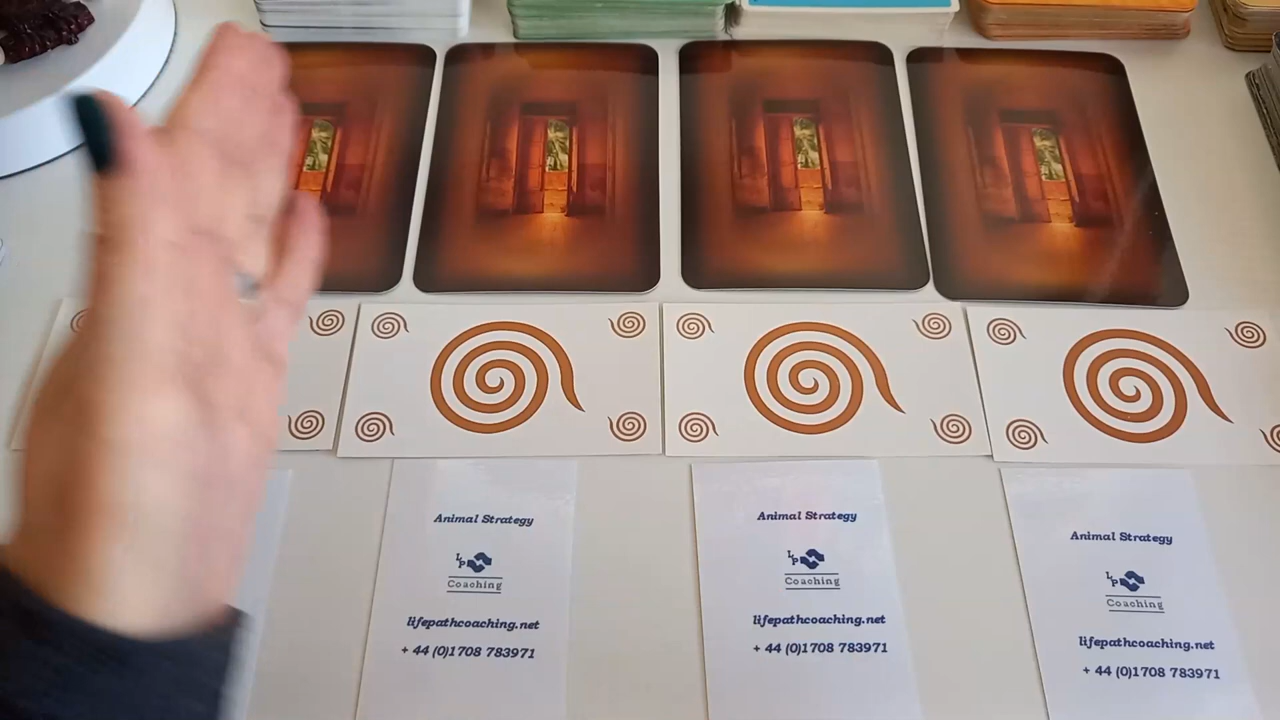 Animal Strategy
LP
Coaching
lifepathcoaching.net
+ 44 (0)1708 783971
Animal Strategy
LP
Coaching
lifepathcoaching.net
+ 44 (0)1708 783971
Animal Strategy
LP
Coaching
lifepathcoaching.net
+ 44 (0)1708 783971